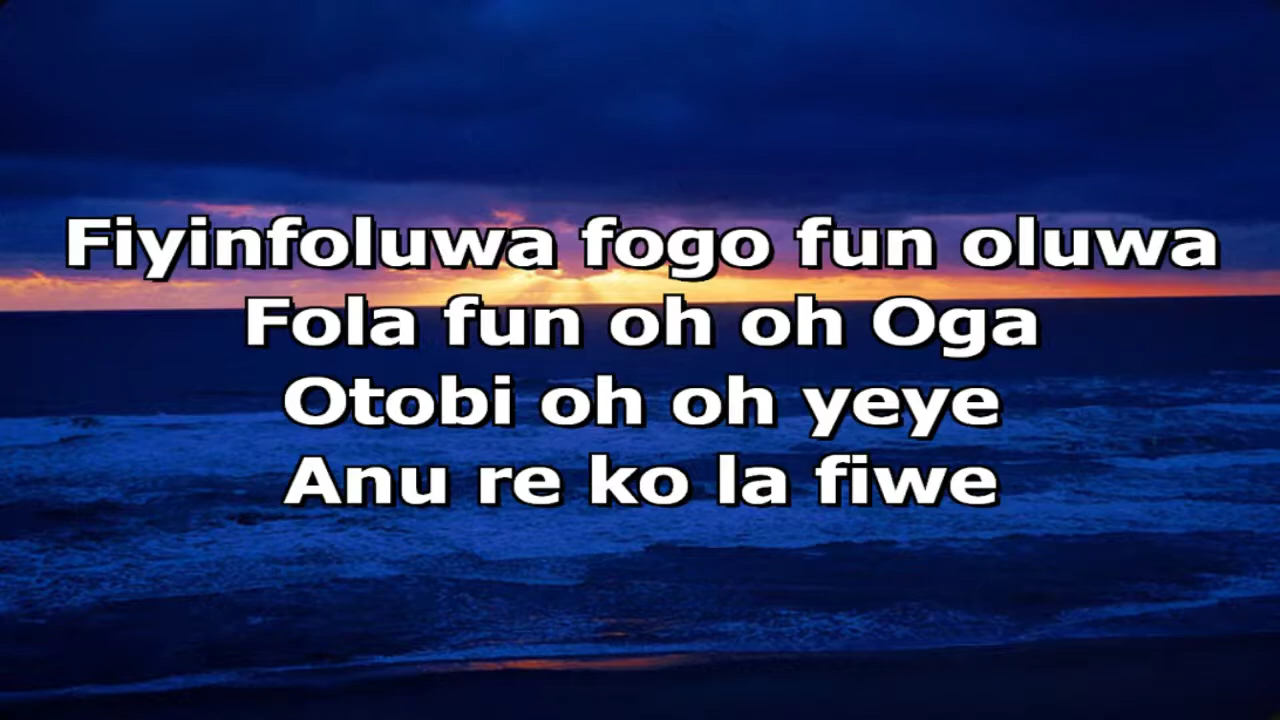 Fiyinfoluwa fogo fun oluwa
Fola fun oh oh Oga
Otobi oh oh yeye
Anu re ko la fiwe